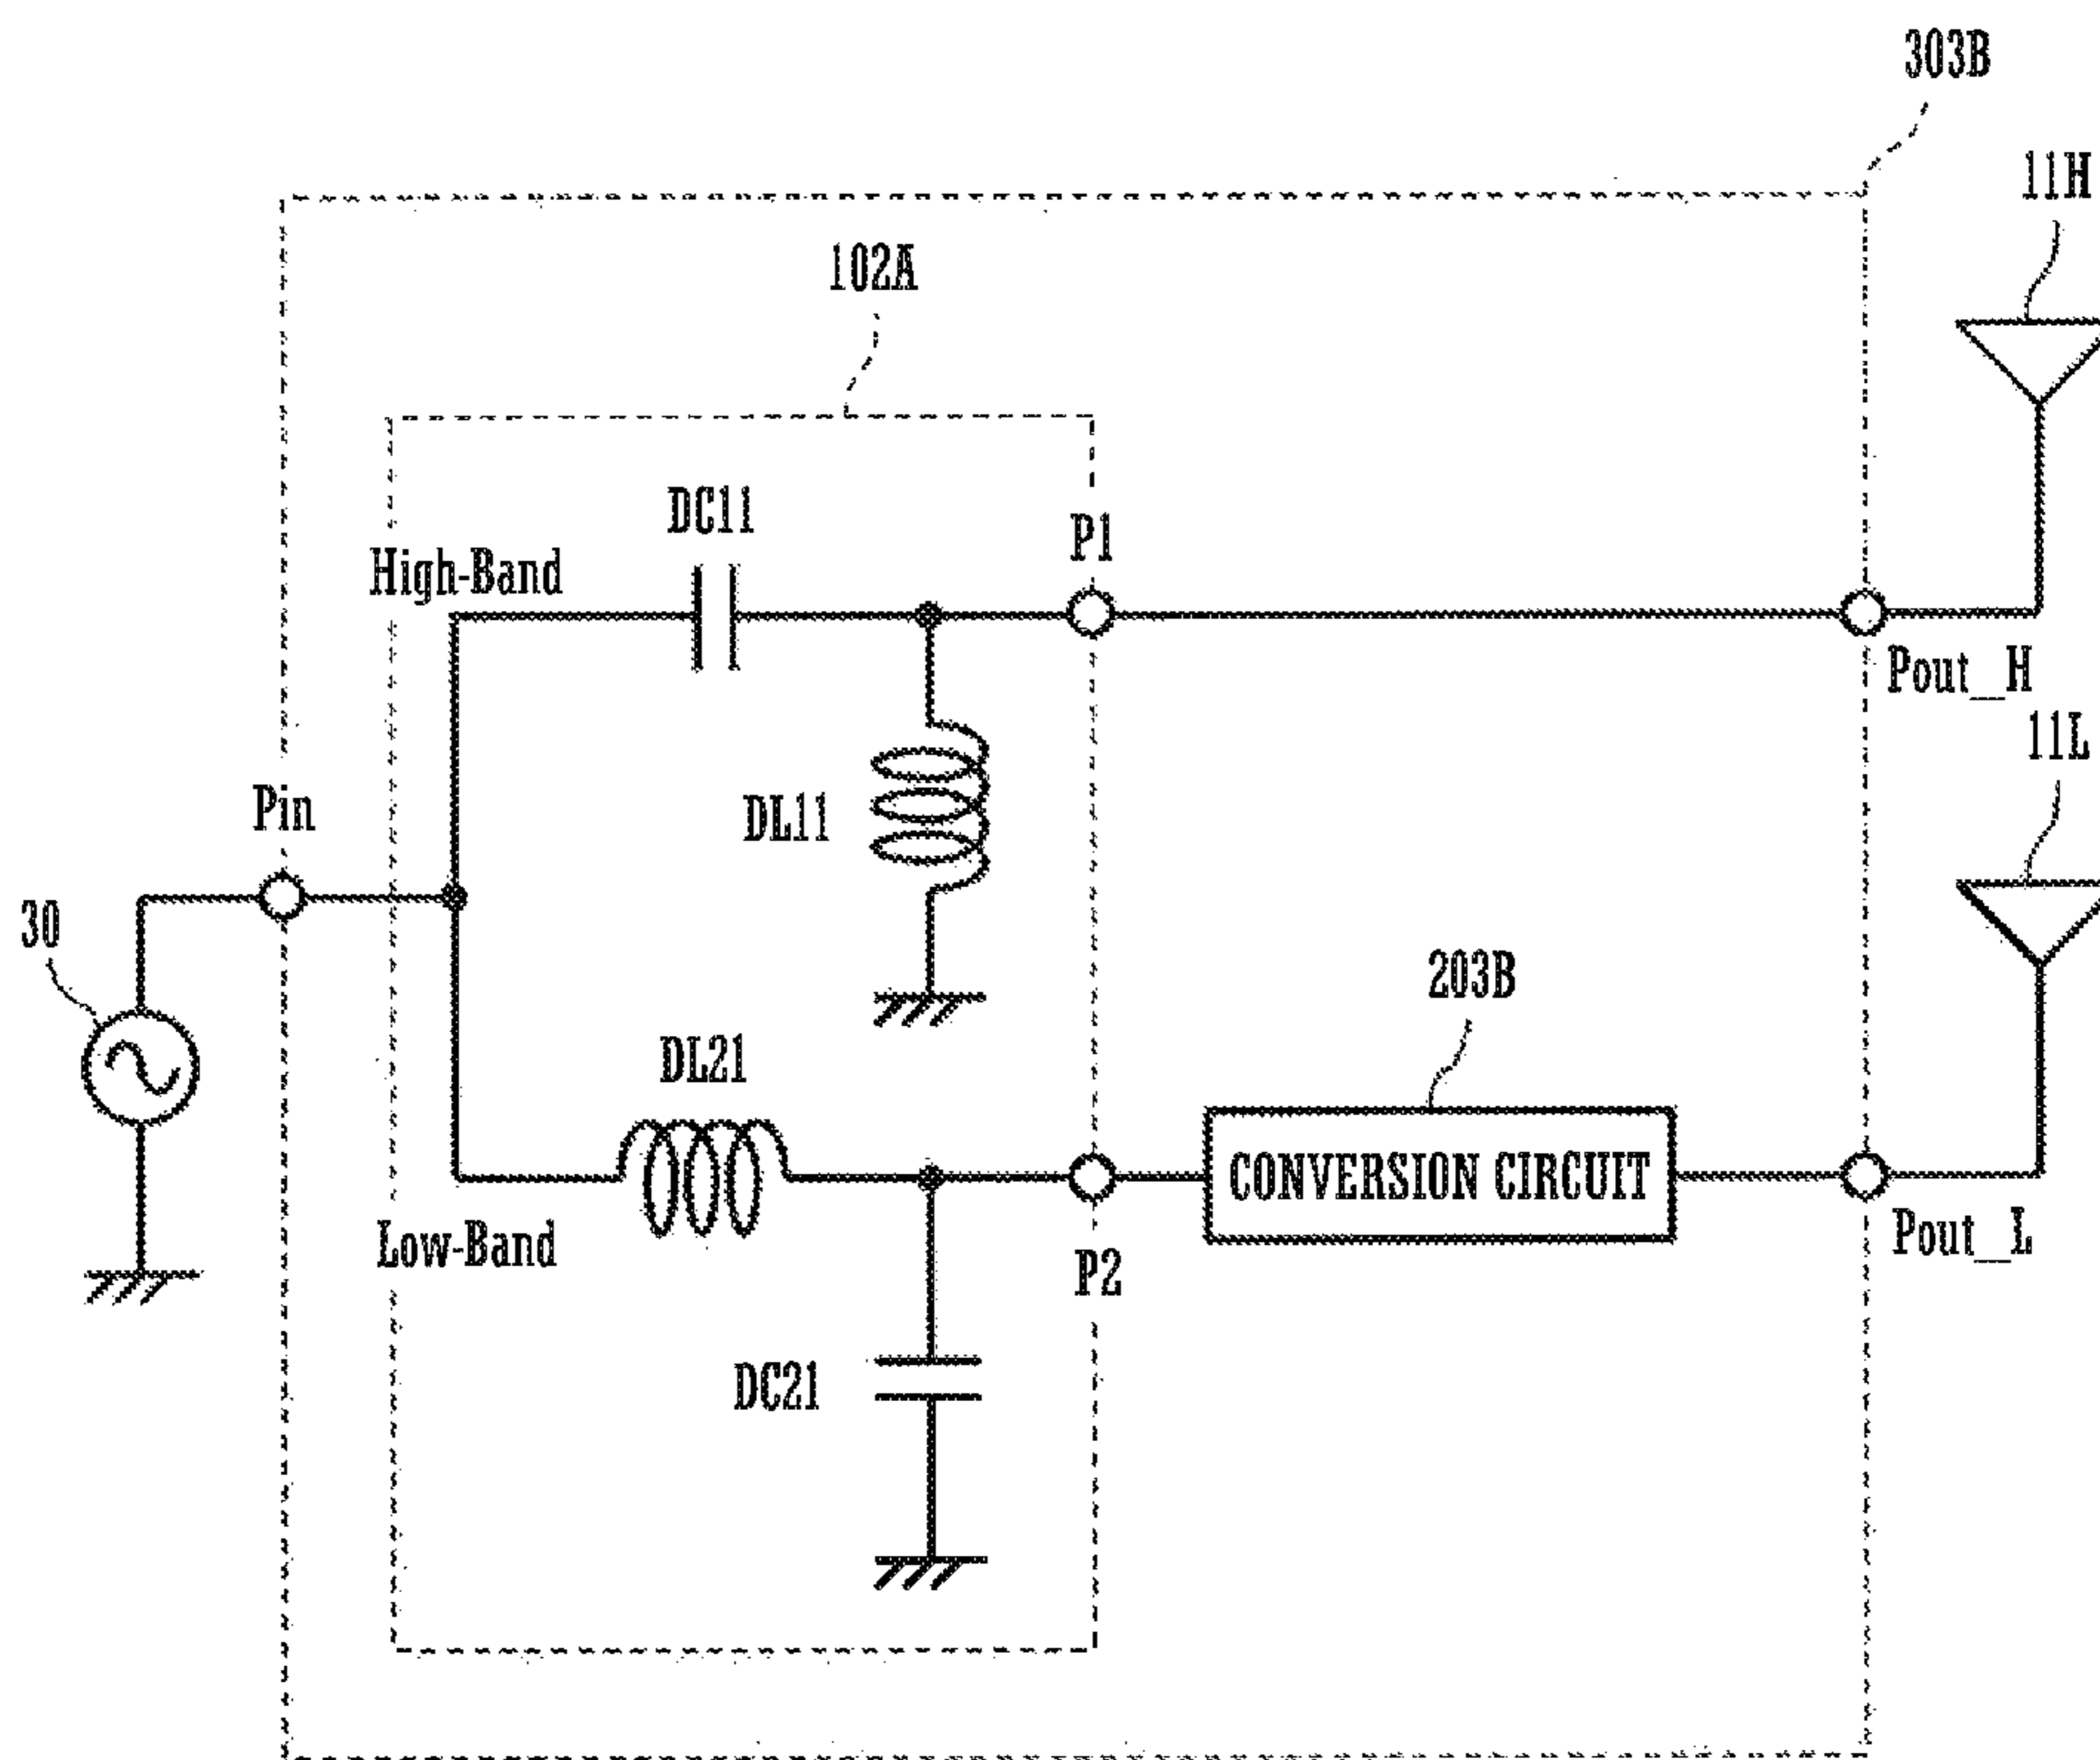 303B
11H
102A
DC11
P1
High-Band
Pout_H
11L
DL11
Pin
30
203B
DL21
CONVERSION CIRCUIT
Low-Band
P2
Pout_L
DC21